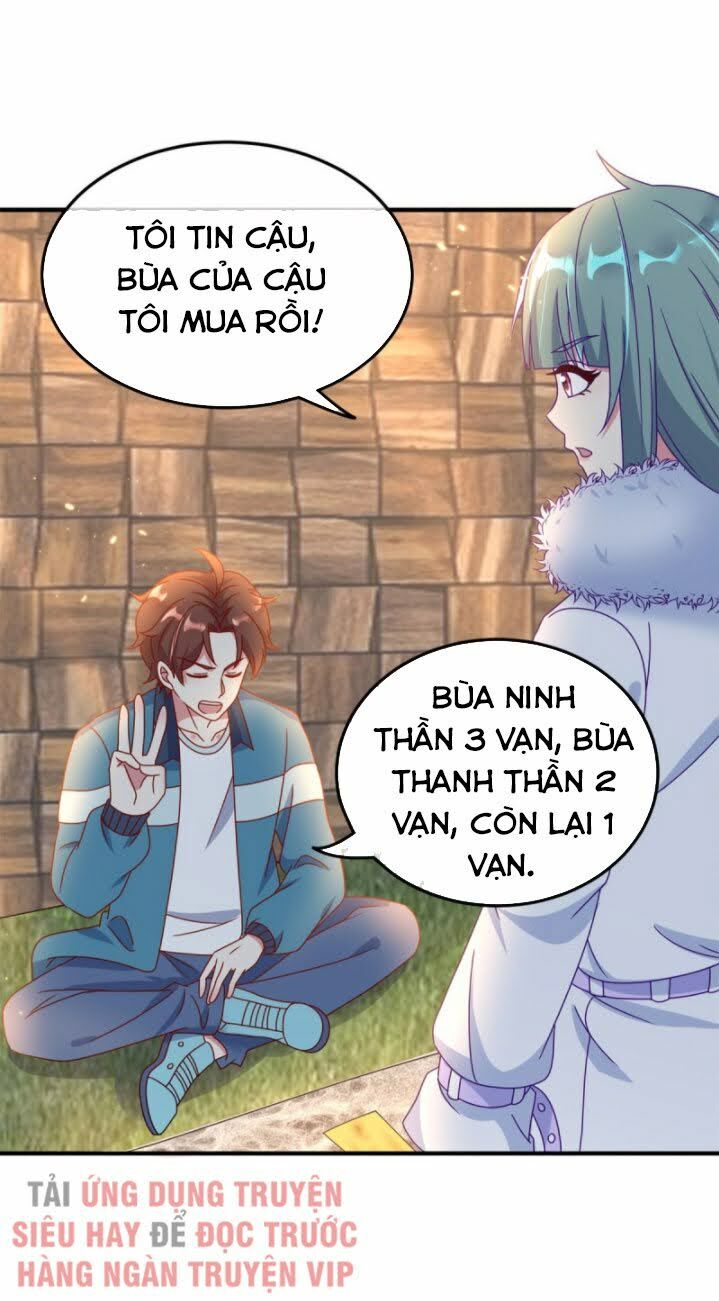 TÔI TIN CẬU,
BÙA CỦA CẬU
TÔI MUA RỒI!
BÙA NINH
THẦN 3 VẠN, BÙA
THANH THẦN 2
VẠN, CÒN LẠI 1
VẠN.
TẢI ỨNG DỤNG TRUYỆN
SIÊU HAY ĐỂ ĐỌC TRƯỚC
HÀNG NGÀN TRUYỆN VIP